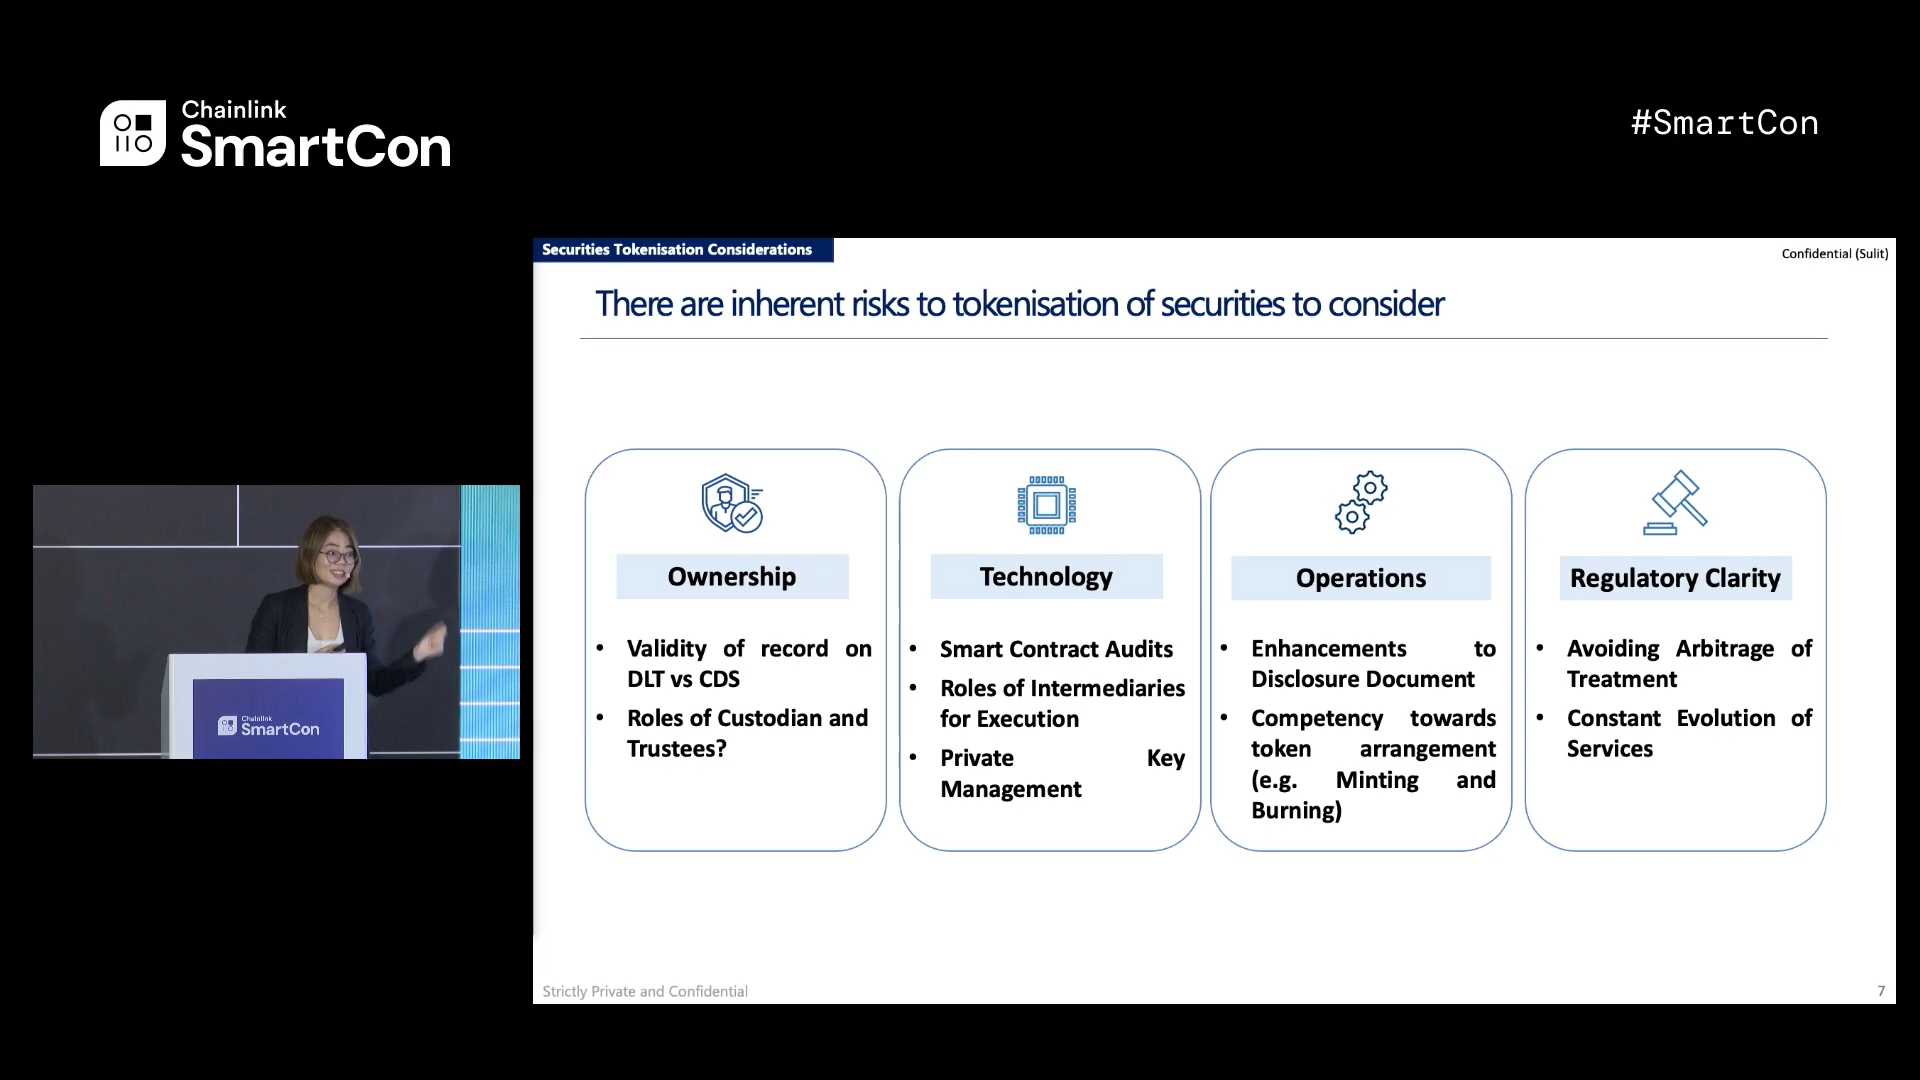 Chainlink
SmartCon
#SmartCon
Securities Tokenisation Considerations
Confidential (Sulit)
There are inherent risks to tokenisation of securities to consider
Ownership
• Validity of record on
DLT vs CDS
• Roles of Custodian and
Trustees?
Technology
• Smart Contract Audits
• Roles of Intermediaries
for Execution
• Private Key
Management
Operations
• Enhancements to
Disclosure Document
• Competency towards
token arrangement
(e.g. Minting and
Burning)
Regulatory Clarity
• Avoiding Arbitrage of
Treatment
• Constant Evolution of
Services
Chainlink
SmartCon
Strictly Private and Confidential
7